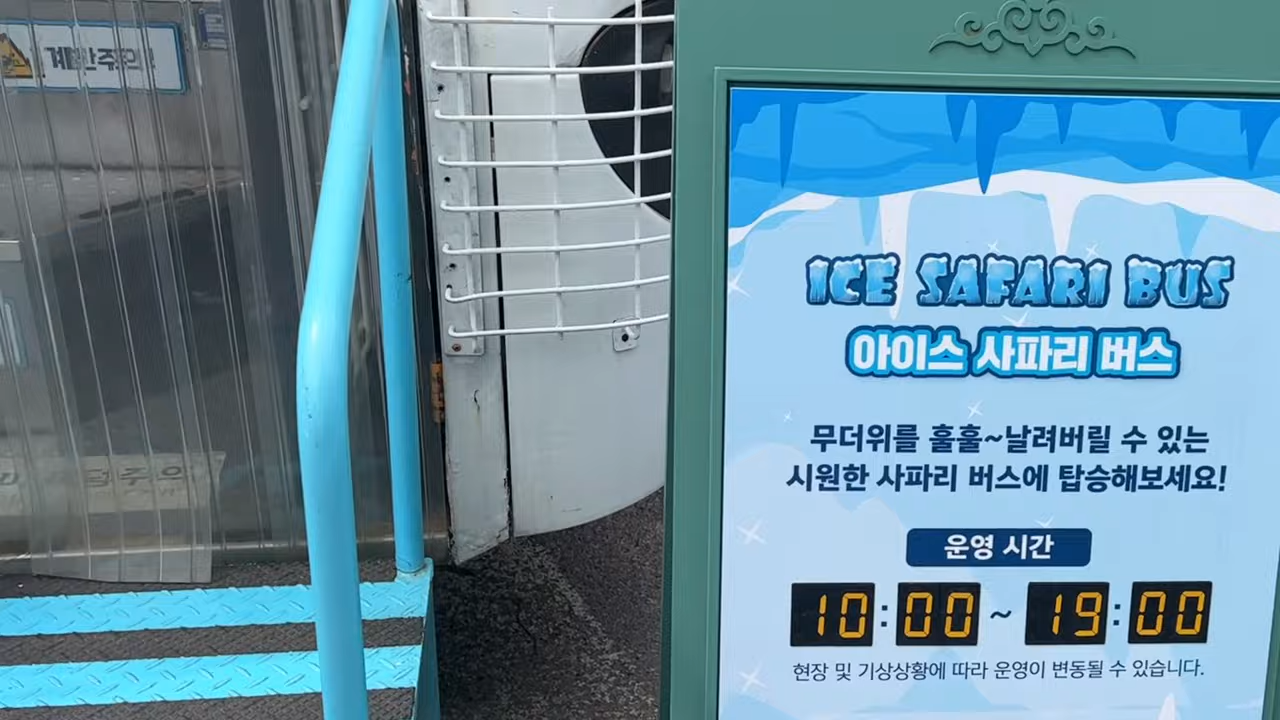 계단주의!
ICE SAFARI BUS
아이스 사파리 버스
무더위를 훌훌~날려버릴 수 있는
시원한 사파리 버스에 탑승해보세요!
운영 시간
10:00 ~ 19:00
현장 및 기상상황에 따라 운영이 변동될 수 있습니다.